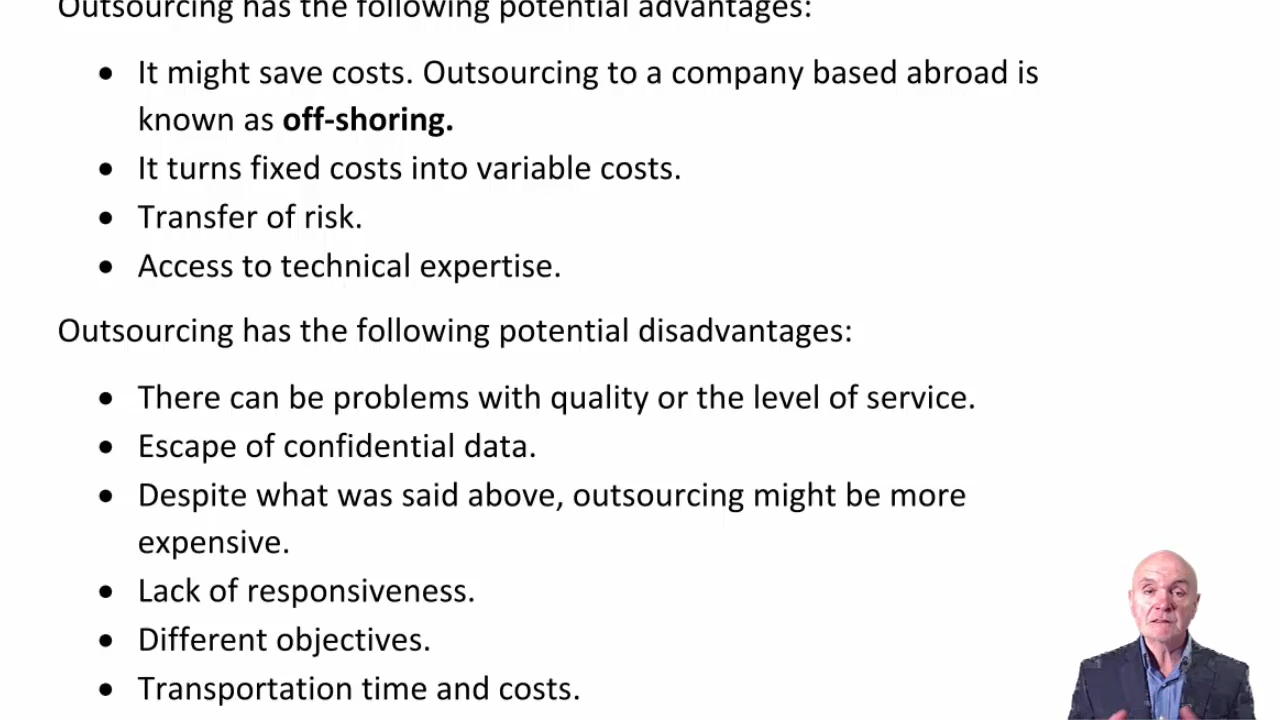 Outsourcing has the following potential advantages:
• It might save costs. Outsourcing to a company based abroad is
known as off-shoring.
• It turns fixed costs into variable costs.
• Transfer of risk.
• Access to technical expertise.
Outsourcing has the following potential disadvantages:
• There can be problems with quality or the level of service.
• Escape of confidential data.
• Despite what was said above, outsourcing might be more
expensive.
• Lack of responsiveness.
• Different objectives.
• Transportation time and costs.